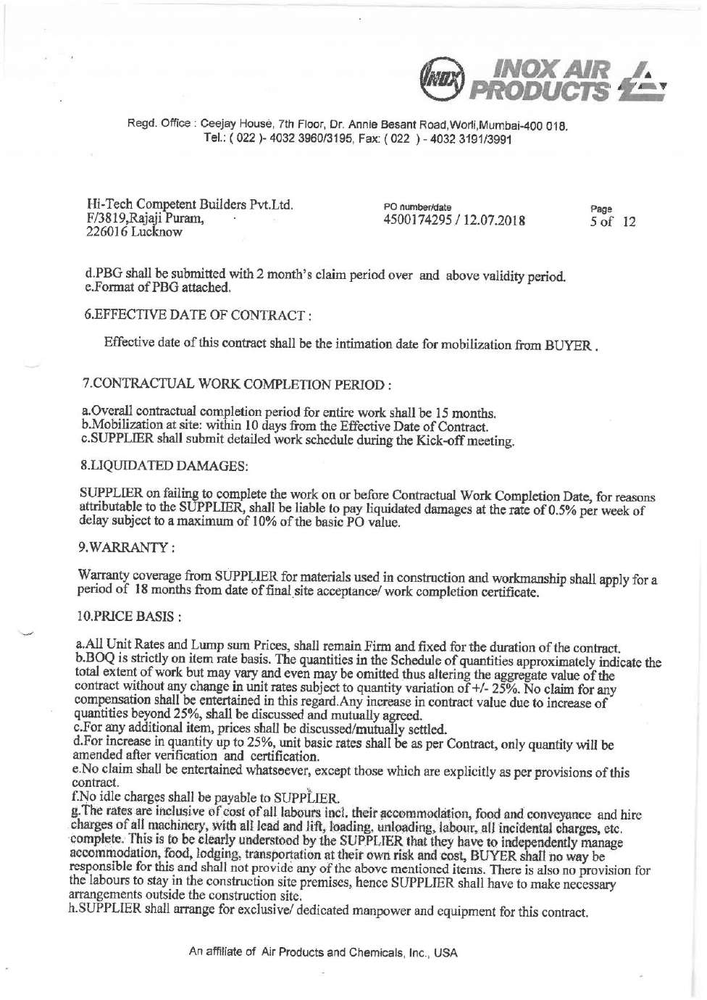 INOX
INOX AIR
PRODUCTS
Regd. Office : Ceejay House, 7th Floor, Dr. Annie Besant Road,Worli,Mumbai-400 018.
Tel.: ( 022 )- 4032 3960/3195, Fax: ( 022 ) - 4032 3191/3991
Hi-Tech Competent Builders Pvt.Ltd.
F/3819,Rajaji Puram,
226016 Lucknow
PO number/date
4500174295 / 12.07.2018
Page
5 of 12
d.PBG shall be submitted with 2 month's claim period over and above validity period.
e.Format of PBG attached.
6.EFFECTIVE DATE OF CONTRACT :
Effective date of this contract shall be the intimation date for mobilization from BUYER .
7.CONTRACTUAL WORK COMPLETION PERIOD :
a.Overall contractual completion period for entire work shall be 15 months.
b.Mobilization at site: within 10 days from the Effective Date of Contract.
c.SUPPLIER shall submit detailed work schedule during the Kick-off meeting.
8.LIQUIDATED DAMAGES:
SUPPLIER on failing to complete the work on or before Contractual Work Completion Date, for reasons
attributable to the SUPPLIER, shall be liable to pay liquidated damages at the rate of 0.5% per week of
delay subject to a maximum of 10% of the basic PO value.
9.WARRANTY :
Warranty coverage from SUPPLIER for materials used in construction and workmanship shall apply for a
period of 18 months from date of final site acceptance/ work completion certificate.
10.PRICE BASIS :
a.All Unit Rates and Lump sum Prices, shall remain Firm and fixed for the duration of the contract.
b.BOQ is strictly on item rate basis. The quantities in the Schedule of quantities approximately indicate the
total extent of work but may vary and even may be omitted thus altering the aggregate value of the
contract without any change in unit rates subject to quantity variation of +/- 25%. No claim for any
compensation shall be entertained in this regard.Any increase in contract value due to increase of
quantities beyond 25%, shall be discussed and mutually agreed.
c.For any additional item, prices shall be discussed/mutually settled.
d.For increase in quantity up to 25%, unit basic rates shall be as per Contract, only quantity will be
amended after verification and certification.
e.No claim shall be entertained whatsoever, except those which are explicitly as per provisions of this
contract.
f.No idle charges shall be payable to SUPPLIER.
g.The rates are inclusive of cost of all labours incl. their accommodation, food and conveyance and hire
charges of all machinery, with all lead and lift, loading, unloading, labour, all incidental charges, etc.
complete. This is to be clearly understood by the SUPPLIER that they have to independently manage
accommodation, food, lodging, transportation at their own risk and cost, BUYER shall no way be
responsible for this and shall not provide any of the above mentioned items. There is also no provision for
the labours to stay in the construction site premises, hence SUPPLIER shall have to make necessary
arrangements outside the construction site.
h.SUPPLIER shall arrange for exclusive/ dedicated manpower and equipment for this contract.
An affiliate of Air Products and Chemicals, Inc., USA